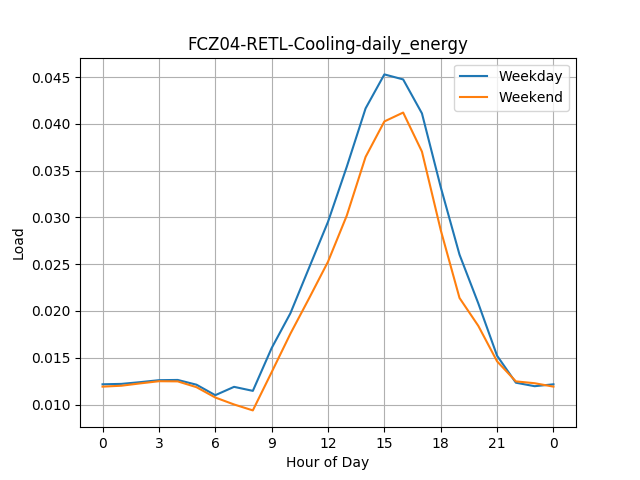 FCZ04-RETL-Cooling-daily_energy
Weekday
Weekend
0.045
0.040
0.035
0.030
0.025
0.020
0.015
0.010
Load
0 3 6 9 12 15 18 21 0
Hour of Day